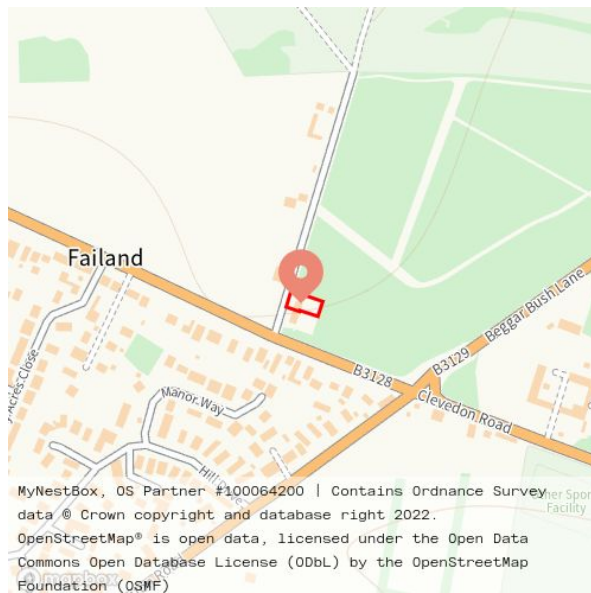 Failand
B3129
Beggar Bush Lane
B3128
Clevedon Road
Acres Close
Manor Way
MyNestBox, OS Partner #100064200 | Contains Ordnance Survey
data © Crown copyright and database right 2022.
Facility
OpenStreetMap® is open data, licensed under the Open Data
Commons Open Database License (ODbL) by the OpenStreetMap
mapbox
Road
Foundation (OSMF)